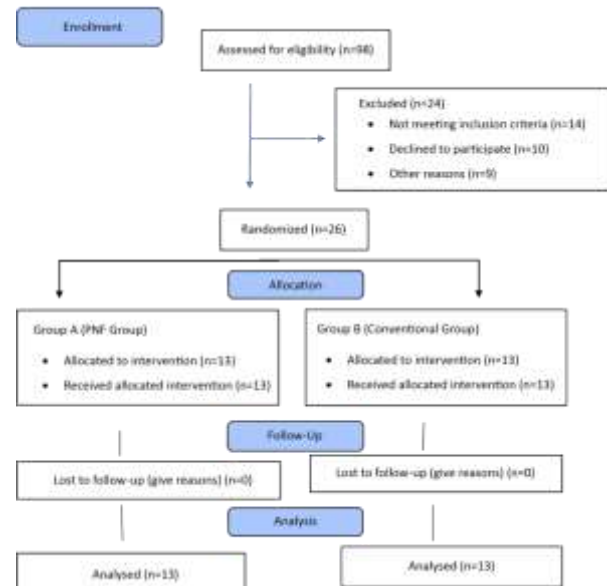 Enrollment
Assessed for eligibility (n=98)
Excluded (n=24)
• Not meeting inclusion criteria (n=14)
• Declined to participate (n=10)
• Other reasons (n=9)
Randomized (n=26)
Allocation
Group A (PNF Group)
• Allocated to intervention (n=13)
• Received allocated intervention (n=13)
Group B (Conventional Group)
• Allocated to intervention (n=13)
• Received allocated intervention (n=13)
Follow-Up
Lost to follow-up (give reasons) (n=0)
Lost to follow-up (give reasons) (n=0)
Analysis
Analysed (n=13)
Analysed (n=13)